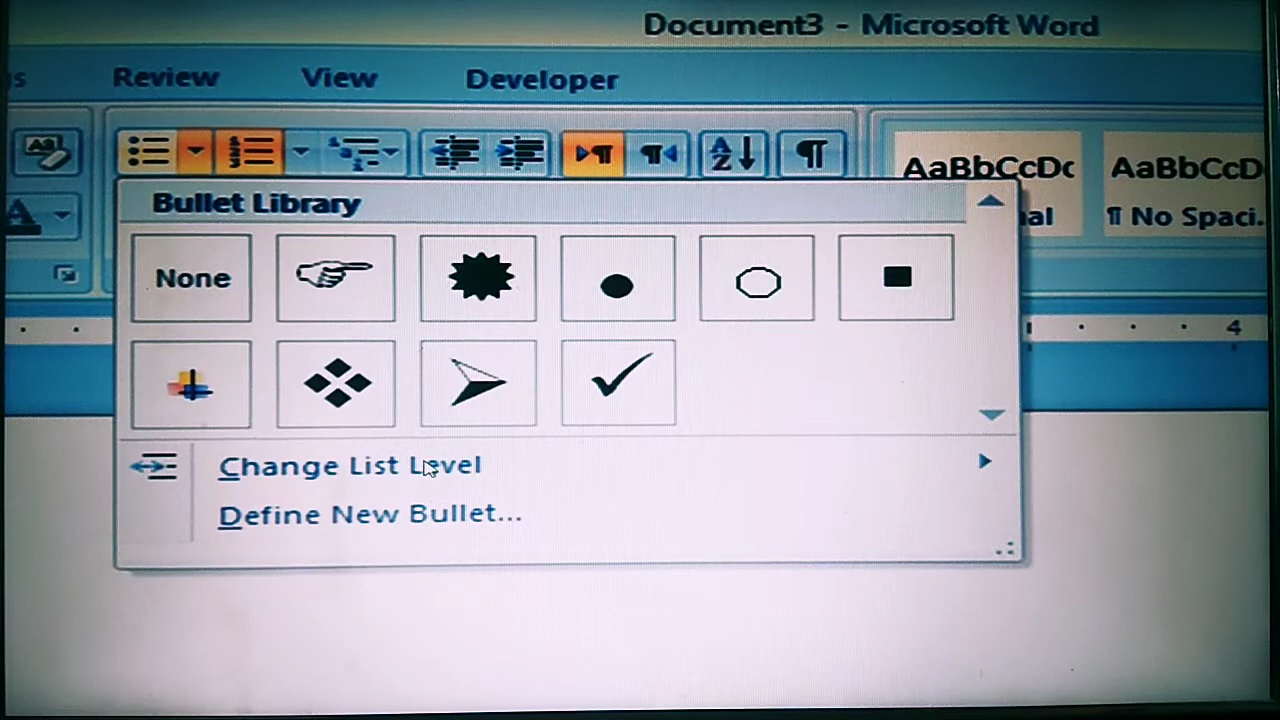 Document3 - Microsoft Word
Review View Developer
AaBbCcDc AaBbCcD
¶ No Spaci.
Bullet Library
None
4
Change List Level
Define New Bullet...